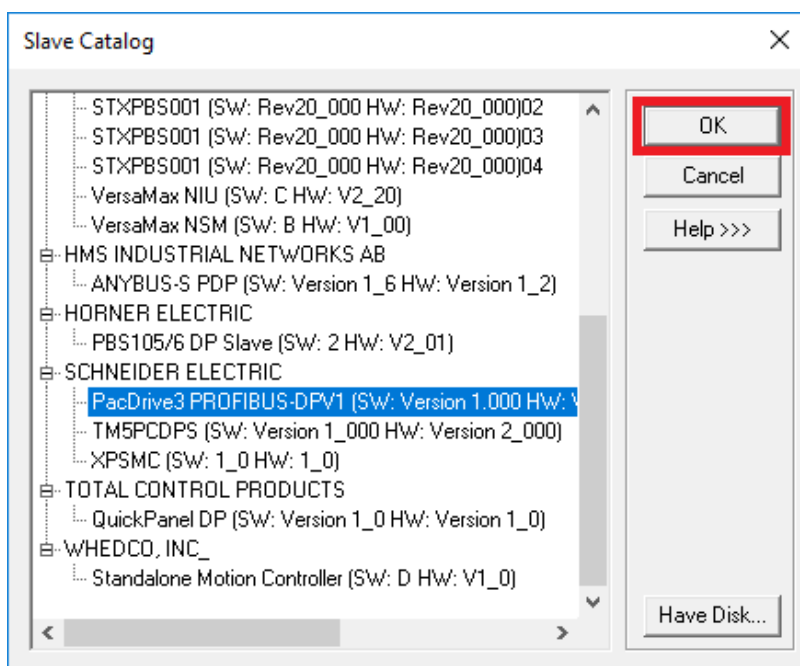 Slave Catalog
STXPBS001 (SW: Rev20_000 HW: Rev20_000)02
STXPBS001 (SW: Rev20_000 HW: Rev20_000)03
STXPBS001 (SW: Rev20_000 HW: Rev20_000)04
VersaMax NIU (SW: C HW: V2_20)
VersaMax NSM (SW: B HW: V1_00)
HMS INDUSTRIAL NETWORKS AB
ANYBUS-S PDP (SW: Version 1_6 HW: Version 1_2)
HORNER ELECTRIC
PBS105/6 DP Slave (SW: 2 HW: V2_01)
SCHNEIDER ELECTRIC
PacDrive3 PROFIBUS-DPV1 (SW: Version 1.000 HW:
TM5PCDPS (SW: Version 1_000 HW: Version 2_000)
XPSMC (SW: 1_0 HW: 1_0)
TOTAL CONTROL PRODUCTS
QuickPanel DP (SW: Version 1_0 HW: Version 1_0)
WHEDCO, INC_
Standalone Motion Controller (SW: D HW: V1_0)
OK
Cancel
Help >>>
Have Disk...